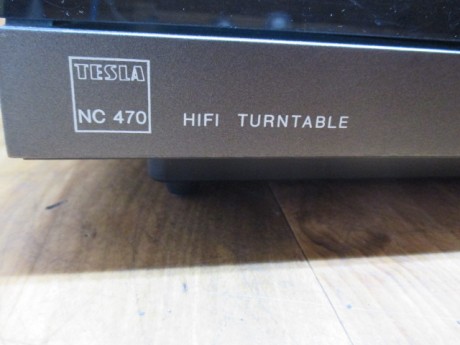 TESLA
NC 470
HIFI TURNTABLE